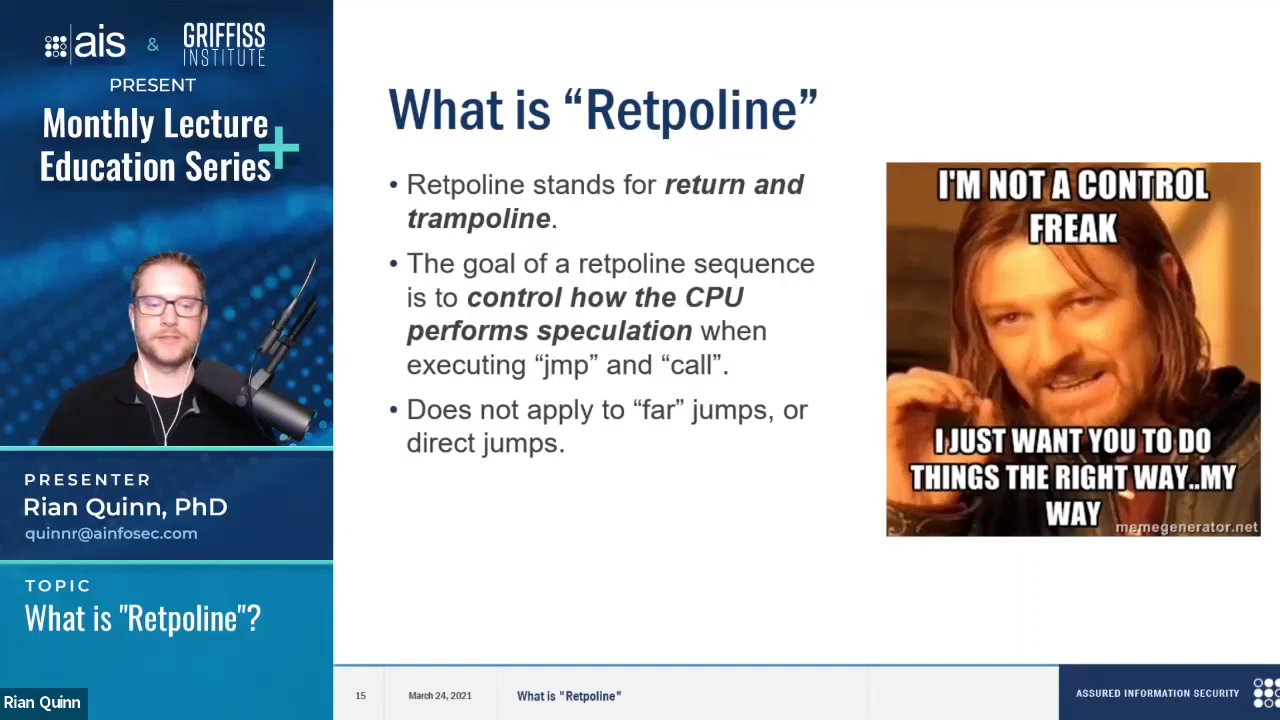 ais & GRIFFISS
INSTITUTE
PRESENT
Monthly Lecture
Education Series+
PRESENTER
Rian Quinn, PhD
quinnr@ainfosec.com
TOPIC
What is "Retpoline"?
Rian Quinn
What is “Retpoline”
• Retpoline stands for return and
trampoline.
• The goal of a retpoline sequence
is to control how the CPU
performs speculation when
executing “jmp” and “call”.
• Does not apply to “far” jumps, or
direct jumps.
I'M NOT A CONTROL
FREAK
I JUST WANT YOU TO DO
THINGS THE RIGHT WAY..MY
WAY
memegenerator.net
15 March 24, 2021 What is "Retpoline" ASSURED INFORMATION SECURITY